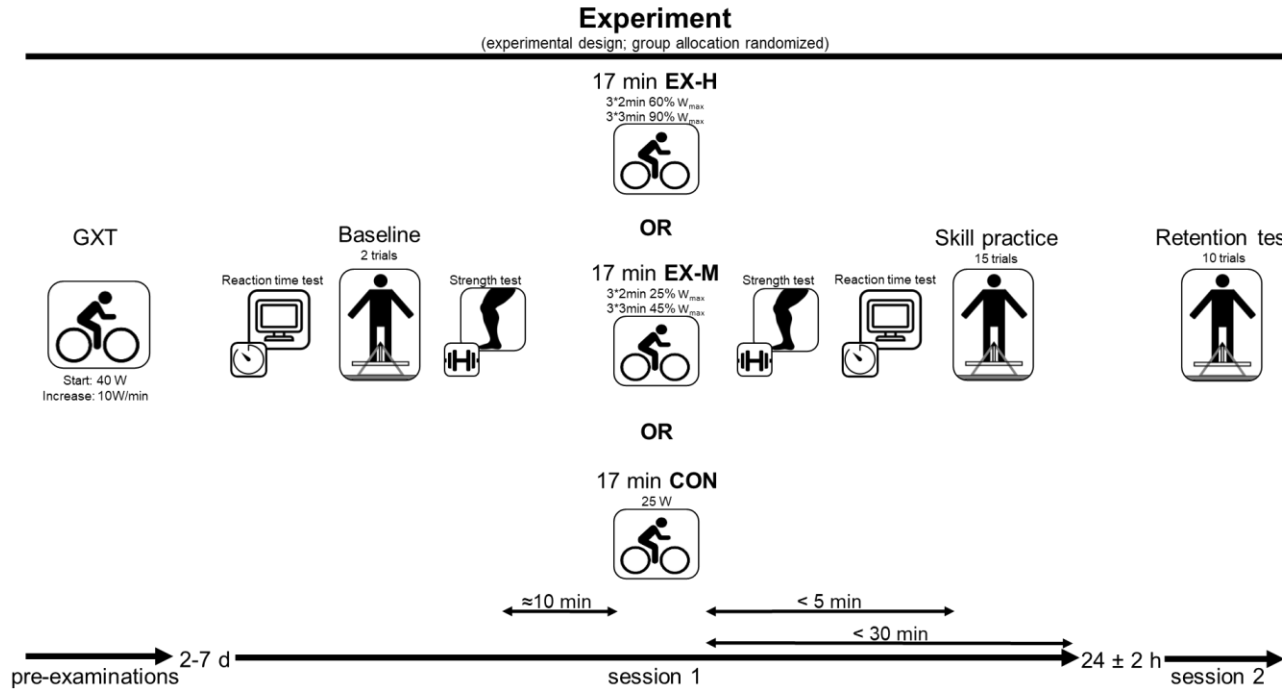 Experiment
(experimental design; group allocation randomized)
17 min EX-H
3*2min 60% Wmax
3*3min 90% Wmax
OR
GXT
Start: 40 W
Increase: 10W/min
Reaction time test
Baseline
2 trials
Strength test
17 min EX-M
3*2min 25% Wmax
3*3min 45% Wmax
Strength test
Reaction time test
Skill practice
15 trials
Retention tes
10 trials
OR
17 min CON
25 W
≈10 min
< 5 min
< 30 min
pre-examinations
2-7 d
session 1
24 ± 2 h
session 2